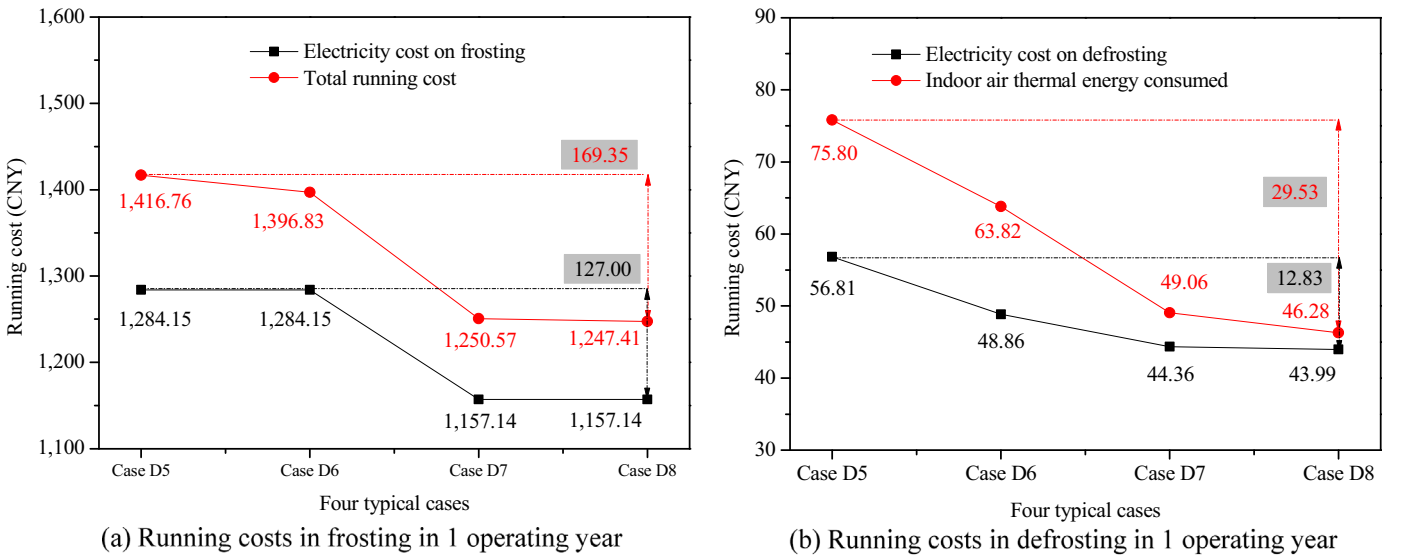 1,600
1,500
1,400
1,300
1,200
1,100
Running cost (CNY)
Electricity cost on frosting
Total running cost
169.35
1,416.76
1,396.83
127.00
1,284.15
1,284.15
1,250.57
1,247.41
1,157.14
1,157.14
Case D5
Case D6
Case D7
Case D8
Four typical cases
(a) Running costs in frosting in 1 operating year
90
80
70
60
50
40
30
Running cost (CNY)
Electricity cost on defrosting
Indoor air thermal energy consumed
75.80
29.53
63.82
56.81
12.83
49.06
46.28
48.86
44.36
43.99
Case D5
Case D6
Case D7
Case D8
Four typical cases
(b) Running costs in defrosting in 1 operating year